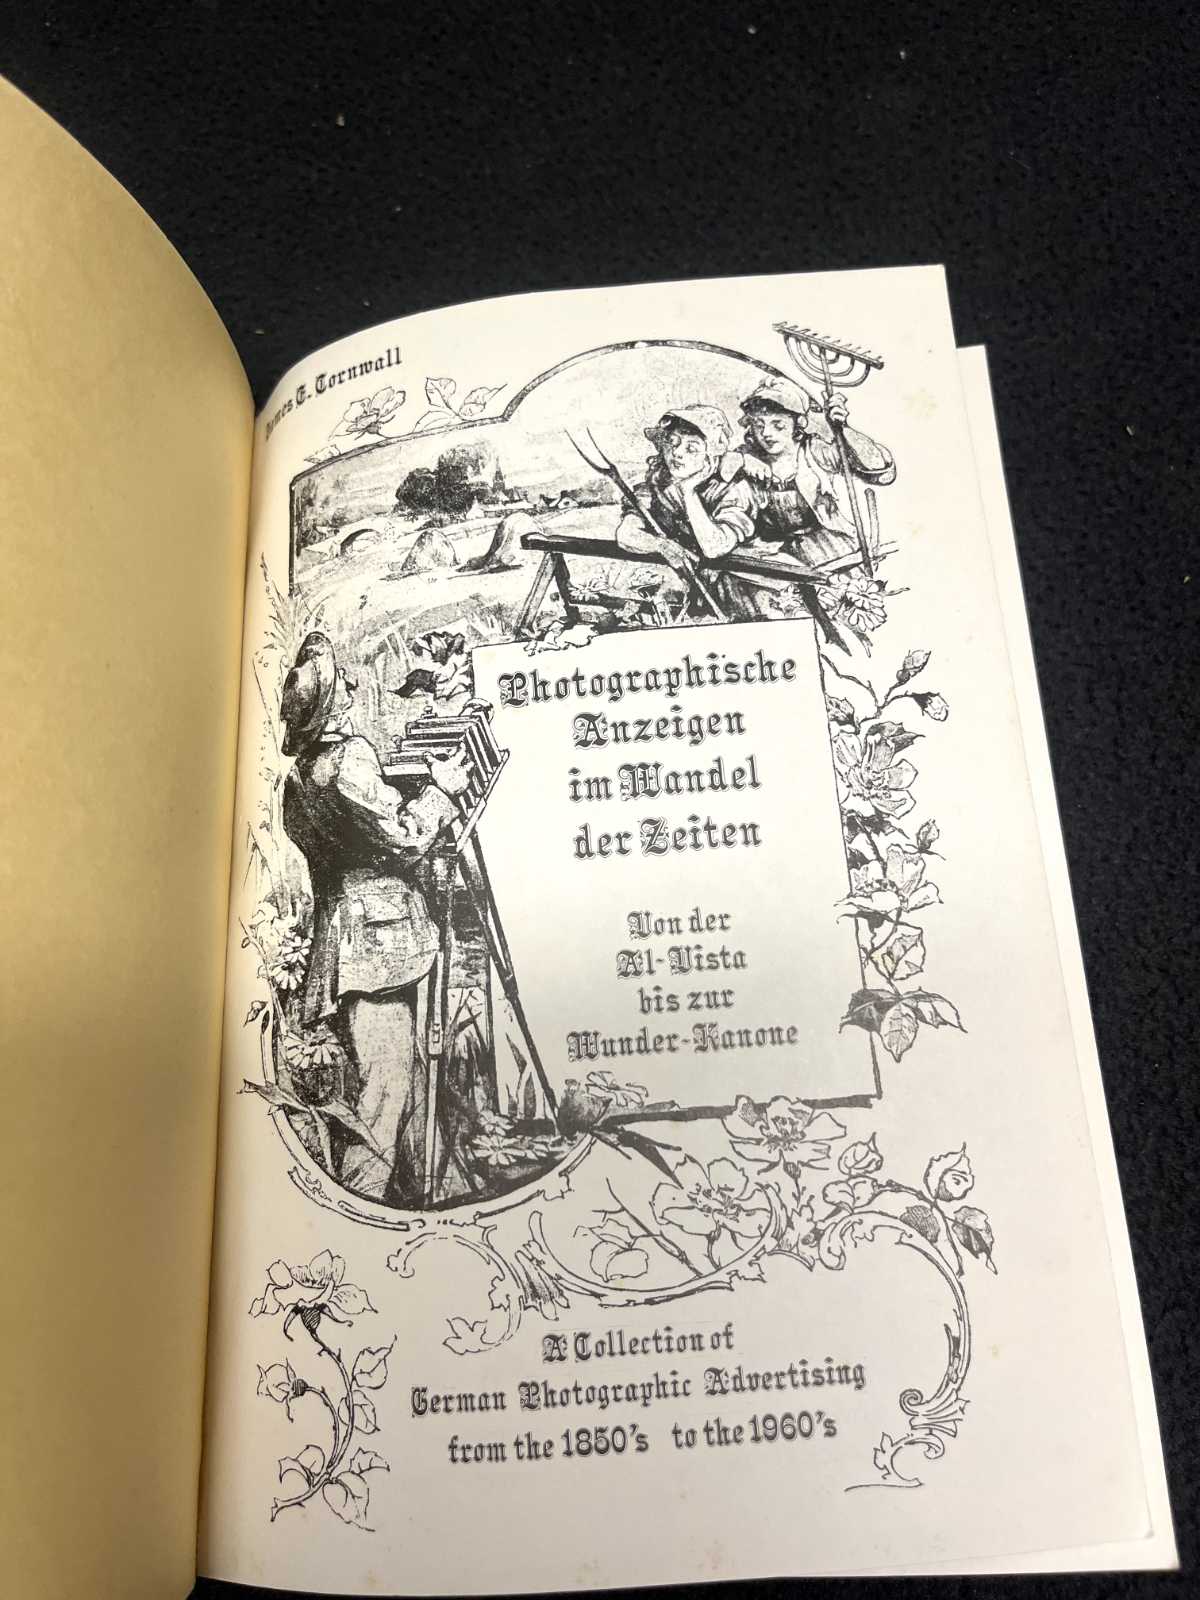 James E. Cornwall
Photographische
Anzeigen
im Wandel
der Zeiten
Von der
Al-Vista
bis zur
Wunder-Kanone
A Collection of
German Photographic Advertising
from the 1850's to the 1960's